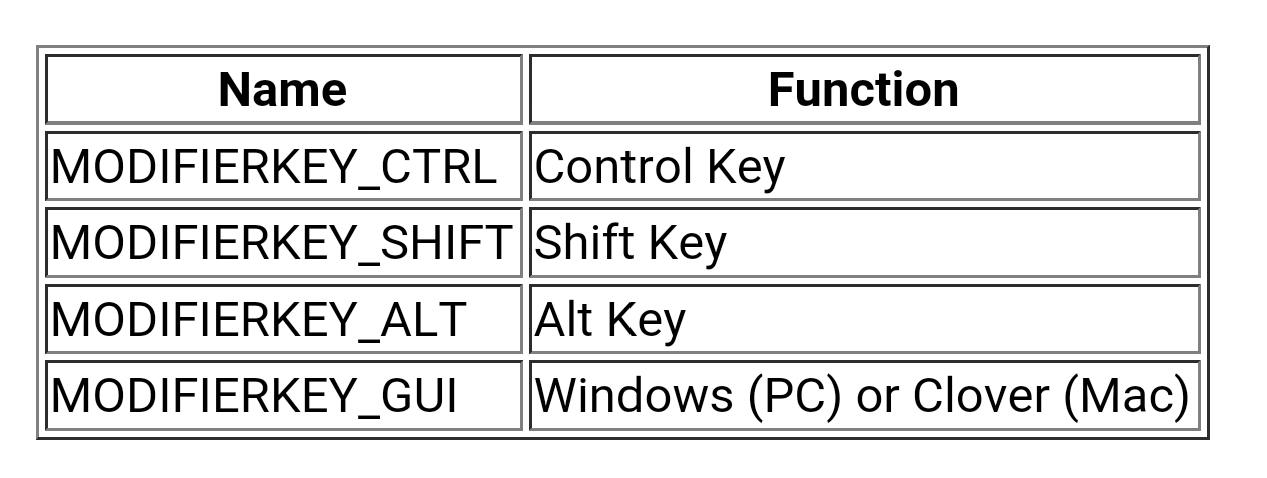 Name Function
MODIFIERKEY_CTRL Control Key
MODIFIERKEY_SHIFT Shift Key
MODIFIERKEY_ALT Alt Key
MODIFIERKEY_GUI Windows (PC) or Clover (Mac)